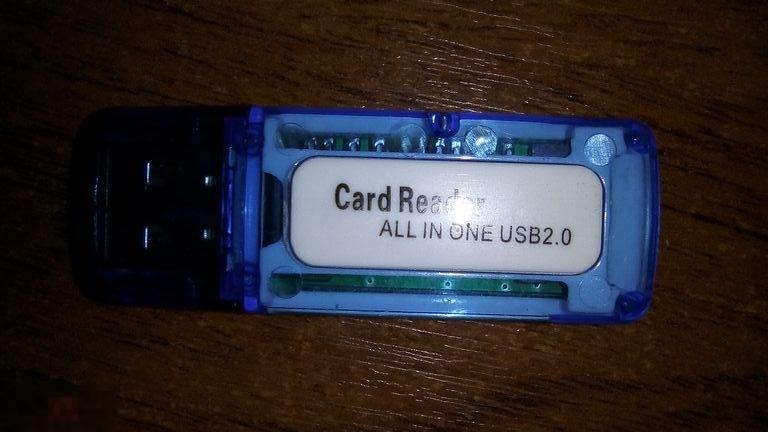 Card Reader
ALL IN ONE USB2.0